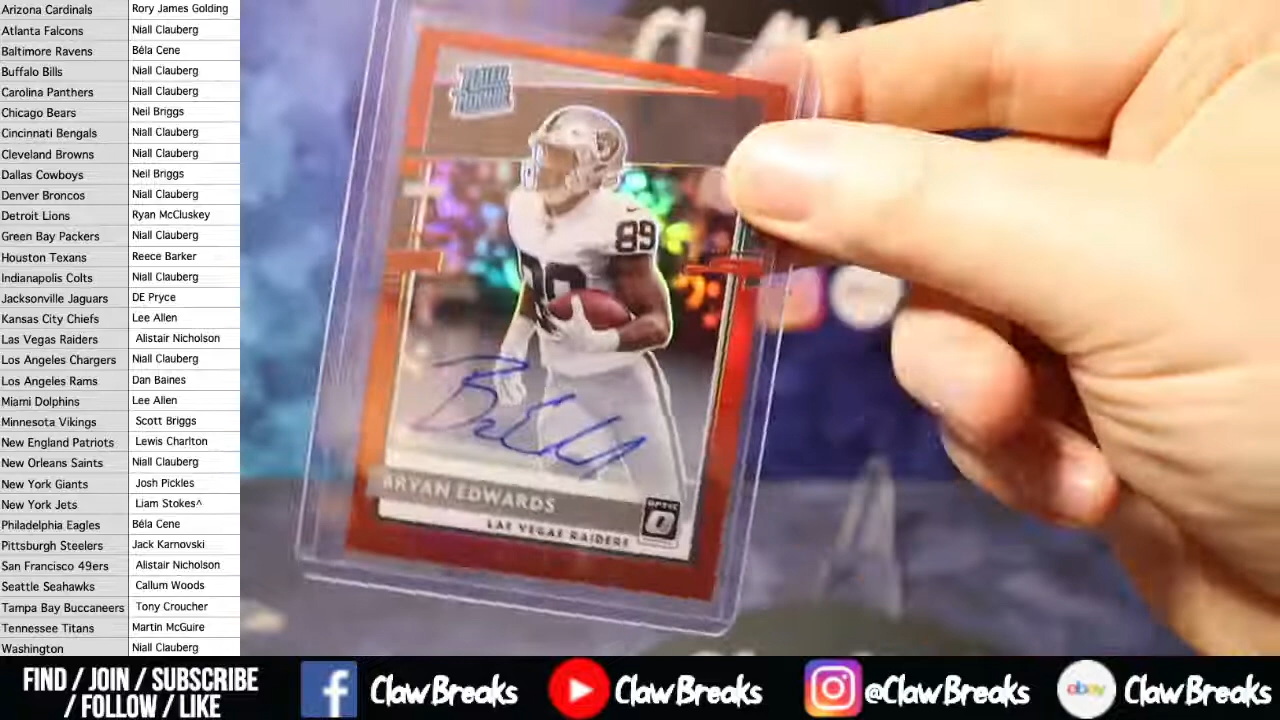 Arizona Cardinals Rory James Golding
Atlanta Falcons Niall Clauberg
Baltimore Ravens Béla Cene
Buffalo Bills Niall Clauberg
Carolina Panthers Niall Clauberg
Chicago Bears Neil Briggs
Cincinnati Bengals Niall Clauberg
Cleveland Browns Niall Clauberg
Dallas Cowboys Neil Briggs
Denver Broncos Niall Clauberg
Detroit Lions Ryan McCluskey
Green Bay Packers Niall Clauberg
Houston Texans Reece Barker
Indianapolis Colts Niall Clauberg
Jacksonville Jaguars DE Pryce
Kansas City Chiefs Lee Allen
Las Vegas Raiders Alistair Nicholson
Los Angeles Chargers Niall Clauberg
Los Angeles Rams Dan Baines
Miami Dolphins Lee Allen
Minnesota Vikings Scott Briggs
New England Patriots Lewis Charlton
New Orleans Saints Niall Clauberg
New York Giants Josh Pickles
New York Jets Liam Stokes^
Philadelphia Eagles Béla Cene
Pittsburgh Steelers Jack Karnovski
San Francisco 49ers Alistair Nicholson
Seattle Seahawks Callum Woods
Tampa Bay Buccaneers Tony Croucher
Tennessee Titans Martin McGuire
Washington Niall Clauberg
RATED
ROOKIE
89
89
BRYAN EDWARDS
LAS VEGAS RAIDERS
OPTIC
FIND / JOIN / SUBSCRIBE
/ FOLLOW / LIKE
f ClawBreaks
ClawBreaks
@ClawBreaks
ebay ClawBreaks